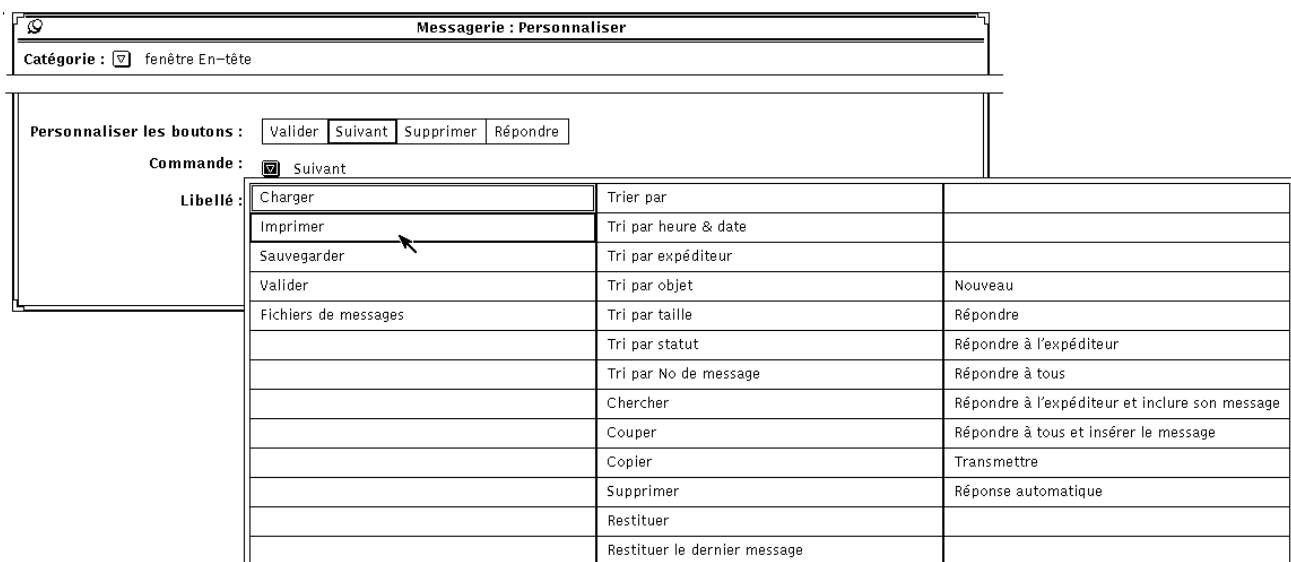 Messagerie : Personnaliser
Catégorie : fenêtre En-tête
Personnaliser les boutons : Valider Suivant Supprimer Répondre
Commande : Suivant
Libellé :
Charger
Imprimer
Sauvegarder
Valider
Fichiers de messages
Trier par
Tri par heure & date
Tri par expéditeur
Tri par objet
Tri par taille
Tri par statut
Tri par No de message
Chercher
Couper
Copier
Supprimer
Restituer
Restituer le dernier message
Nouveau
Répondre
Répondre à l'expéditeur
Répondre à tous
Répondre à l'expéditeur et inclure son message
Répondre à tous et insérer le message
Transmettre
Réponse automatique